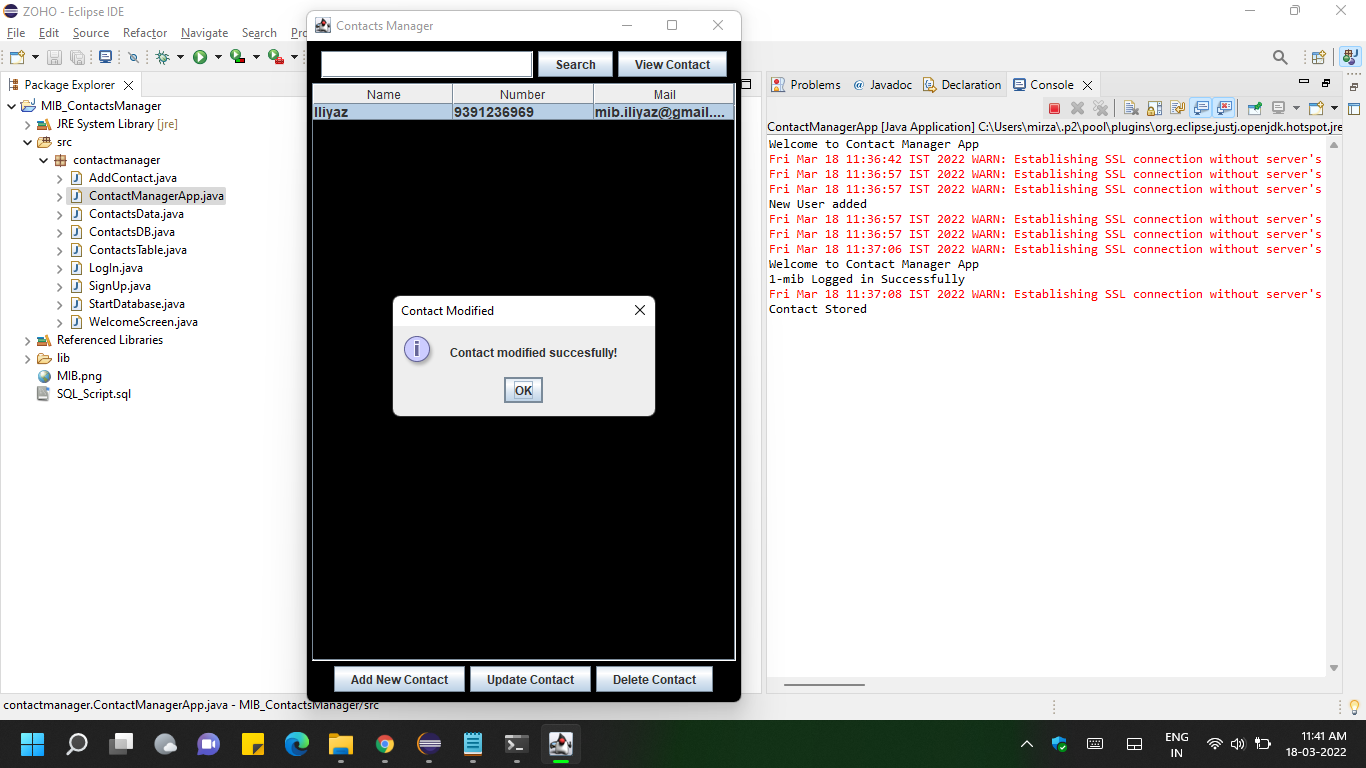 ZOHO - Eclipse IDE
File Edit Source Refactor Navigate Search Pro
Package Explorer
MIB_ContactsManager
JRE System Library [jre]
src
contactmanager
AddContact.java
ContactManagerApp.java
ContactsData.java
ContactsDB.java
ContactsTable.java
LogIn.java
SignUp.java
StartDatabase.java
WelcomeScreen.java
Referenced Libraries
lib
MIB.png
SQL_Script.sql
Contacts Manager
Search View Contact
Name Number Mail
Iliyaz 9391236969 mib.iliyaz@gmail....
Contact Modified
Contact modified succesfully!
OK
Add New Contact Update Contact Delete Contact
Problems Javadoc Declaration Console
ContactManagerApp [Java Application] C:\Users\mirza\.p2\pool\plugins\org.eclipse.justj.openjdk.hotspot.jre
Welcome to Contact Manager App
Fri Mar 18 11:36:42 IST 2022 WARN: Establishing SSL connection without server's
Fri Mar 18 11:36:57 IST 2022 WARN: Establishing SSL connection without server's
Fri Mar 18 11:36:57 IST 2022 WARN: Establishing SSL connection without server's
New User added
Fri Mar 18 11:36:57 IST 2022 WARN: Establishing SSL connection without server's
Fri Mar 18 11:36:57 IST 2022 WARN: Establishing SSL connection without server's
Fri Mar 18 11:37:06 IST 2022 WARN: Establishing SSL connection without server's
Welcome to Contact Manager App
1-mib Logged in Successfully
Fri Mar 18 11:37:08 IST 2022 WARN: Establishing SSL connection without server's
Contact Stored
contactmanager.ContactManagerApp.java - MIB_ContactsManager/src
ENG
IN
11:41 AM
18-03-2022